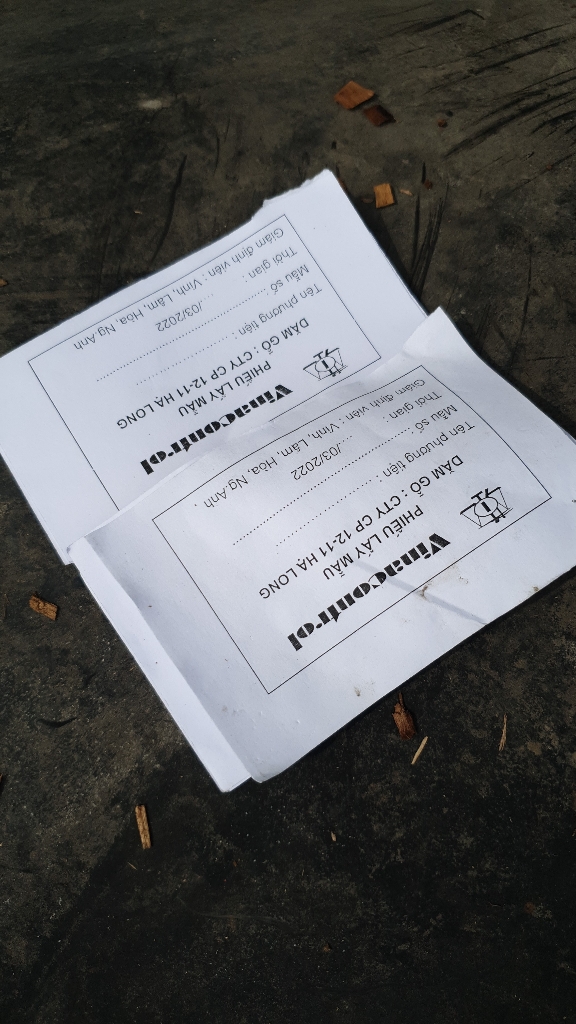 Vinacontrol
PHIẾU LẤY MẪU
DĂM GỖ : CTY CP 12-11 HẠ LONG
Tên phương tiện : ....................
Mẫu số : ................................
Thời gian : .../03/2022
Giám định viên : Vinh, Lâm, Hòa, Ng.Anh
Vinacontrol
PHIẾU LẤY MẪU
DĂM GỖ : CTY CP 12-11 HẠ LONG
Tên phương tiện : ....................
Mẫu số ................................
Thời gian : .../03/2022
Giám định viên : Vinh, Lâm, Hòa, Ng.Anh